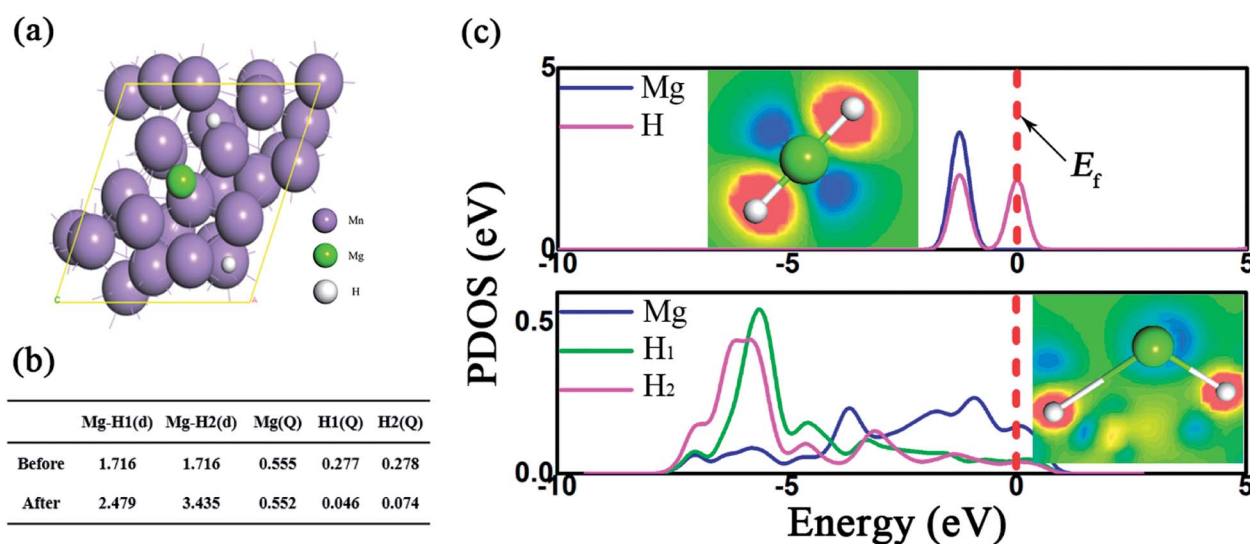 (a)
Mn
Mg
H
C
A
(b)
Mg-H1(d) Mg-H2(d) Mg(Q) H1(Q) H2(Q)
Before 1.716 1.716 0.555 0.277 0.278
After 2.479 3.435 0.552 0.046 0.074
(c)
PDOS (eV)
5
0
Mg
H
Ef
-10 -5 0 5
0.5
0.0
Mg
H1
H2
-10 -5 0 5
Energy (eV)